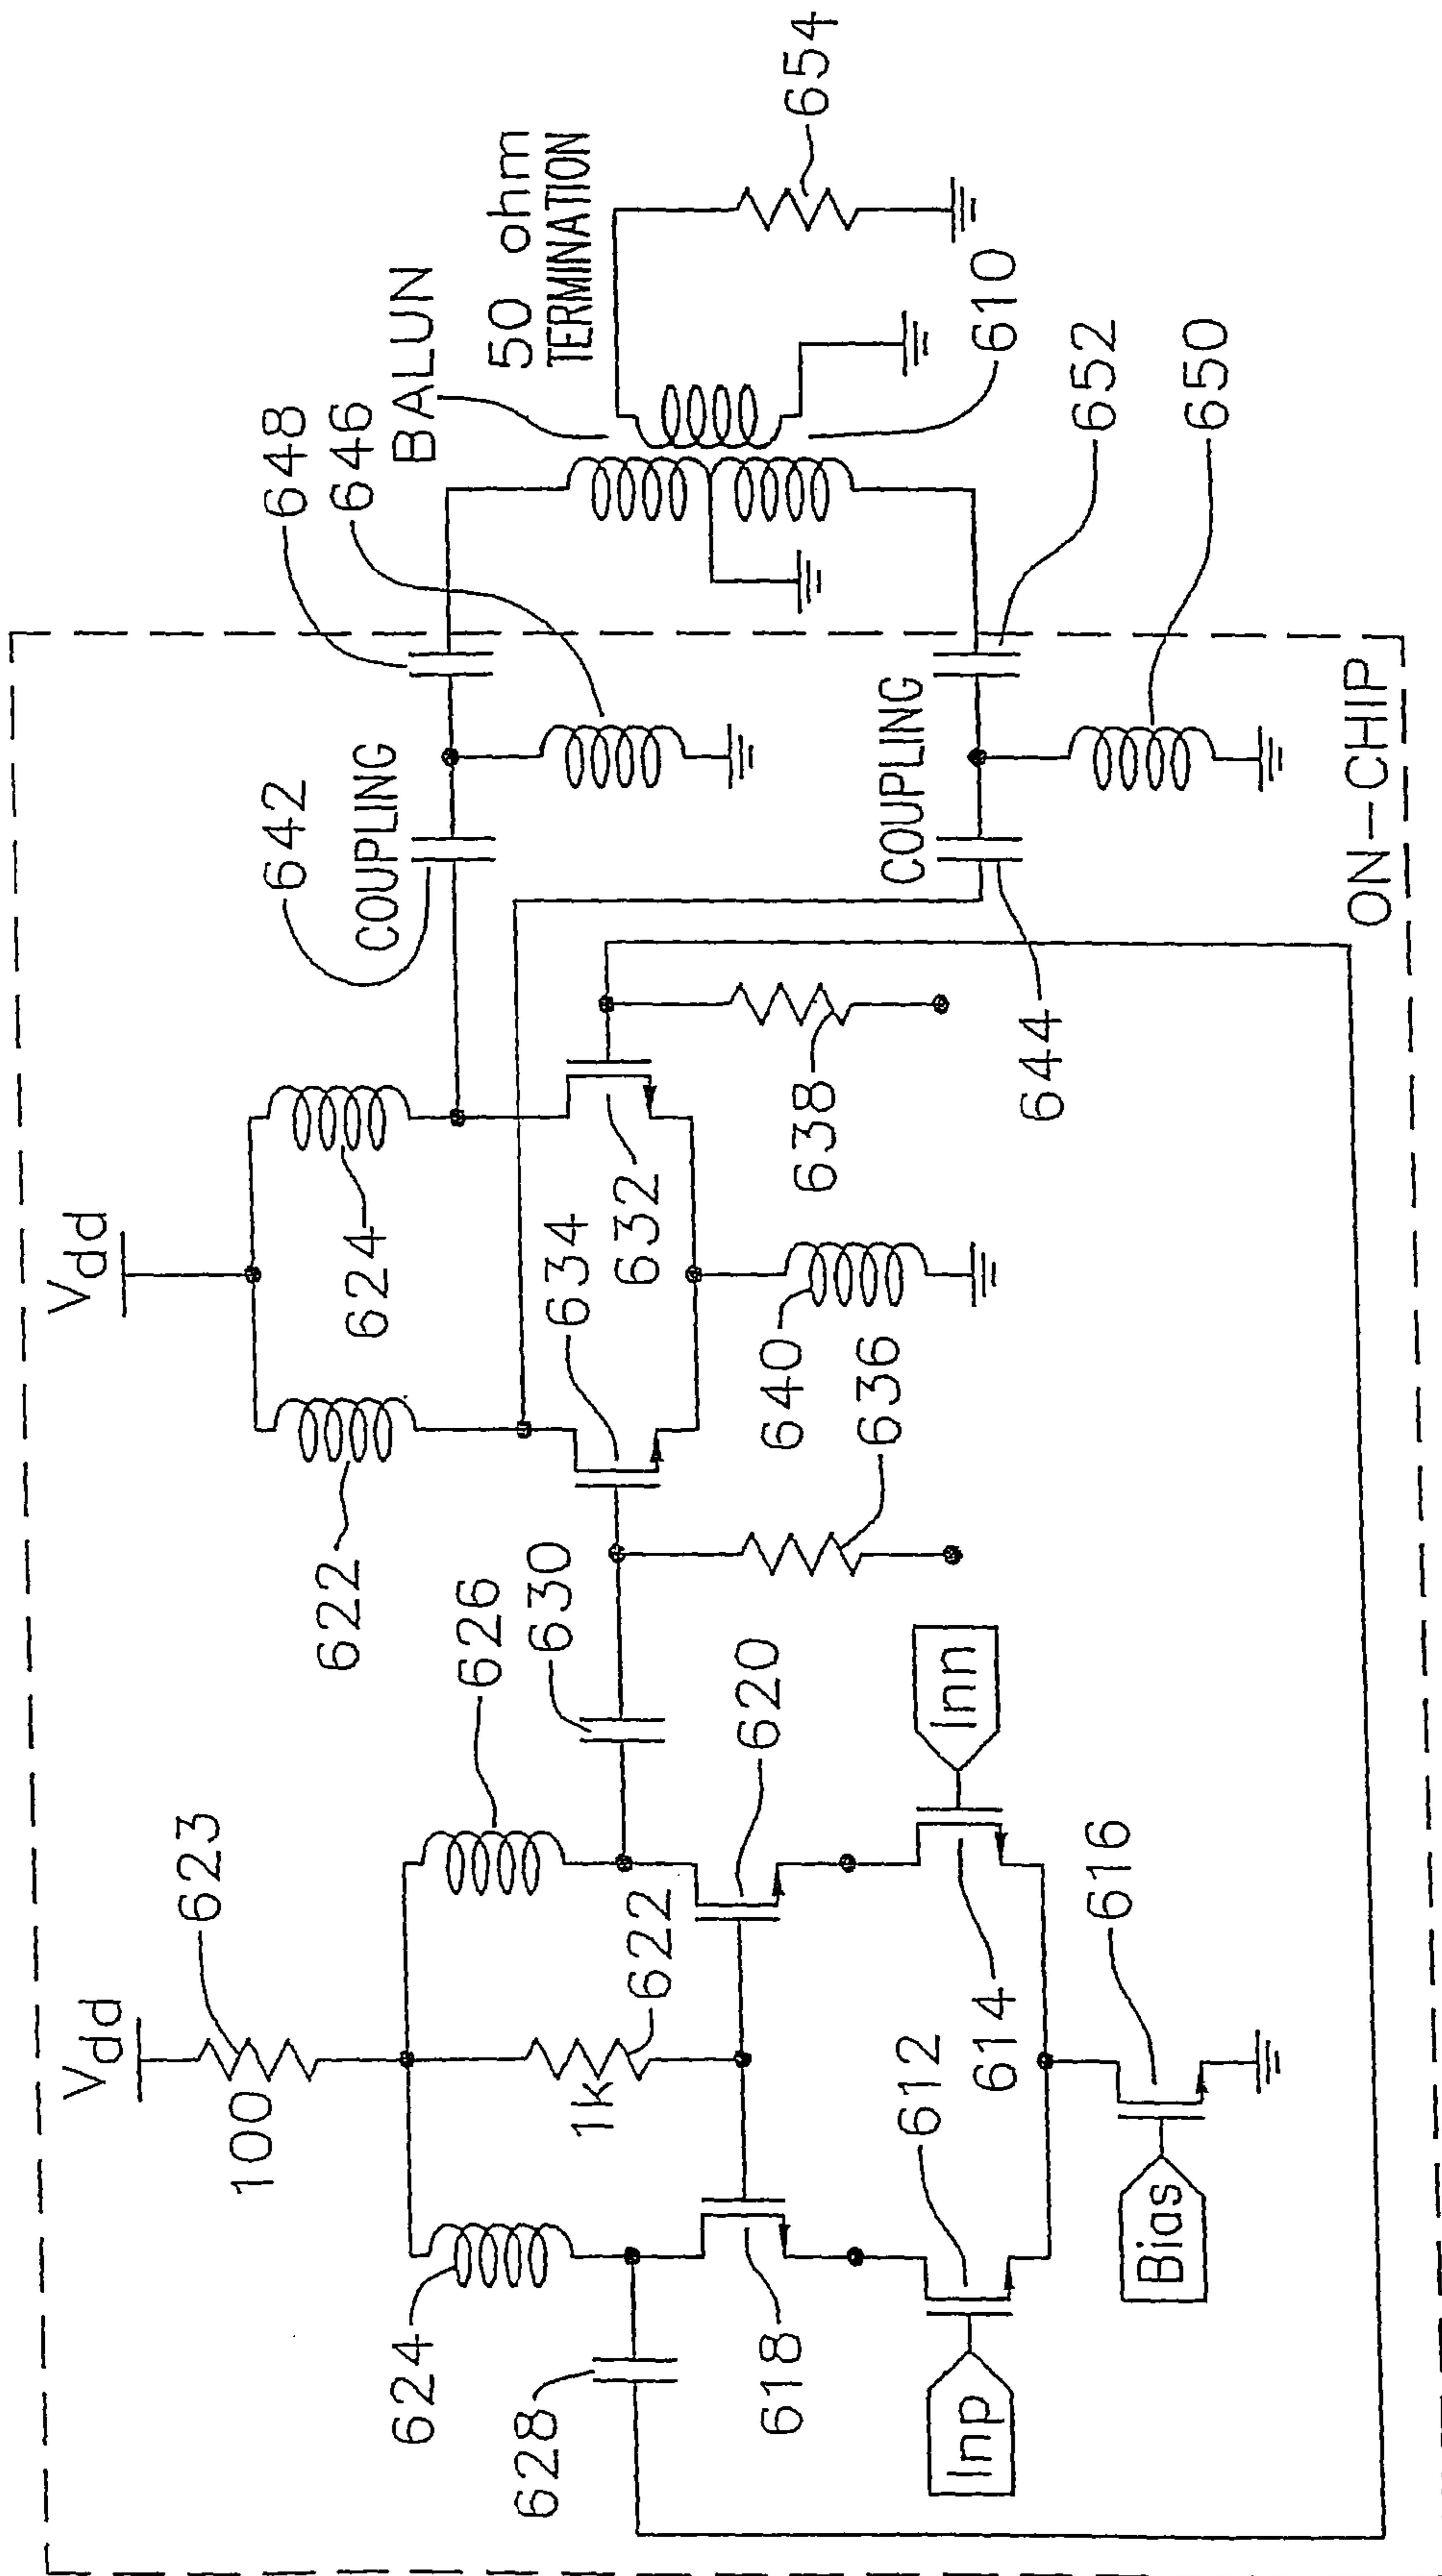 Vdd
100
623
624
626
1k
622
628
630
618
620
612
614
Inp
Inn
Bias
616
Vdd
622
624
634
632
636
638
640
642
COUPLING
COUPLING
644
648
646
BALUN
50 ohm
TERMINATION
654
610
652
650
ON-CHIP